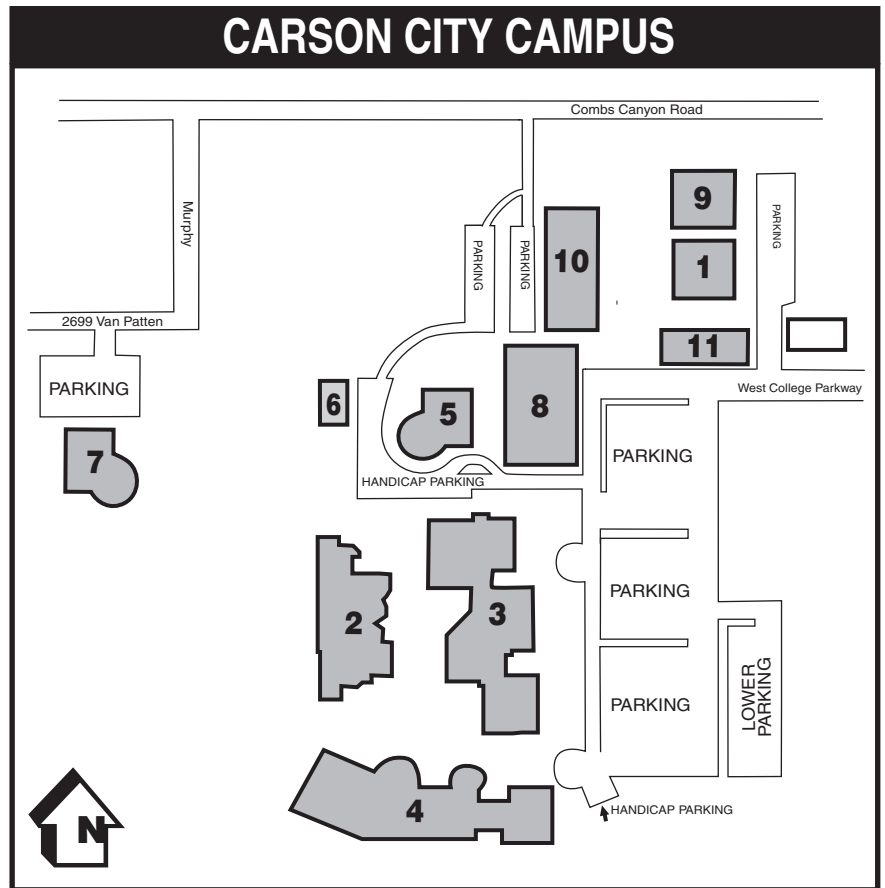 CARSON CITY CAMPUS
Combs Canyon Road
Murphy
9
PARKING
10
PARKING
PARKING
1
2699 Van Patten
11
PARKING
West College Parkway
6
5
8
7
PARKING
HANDICAP PARKING
2
3
PARKING
LOWER
PARKING
PARKING
4
HANDICAP PARKING
N